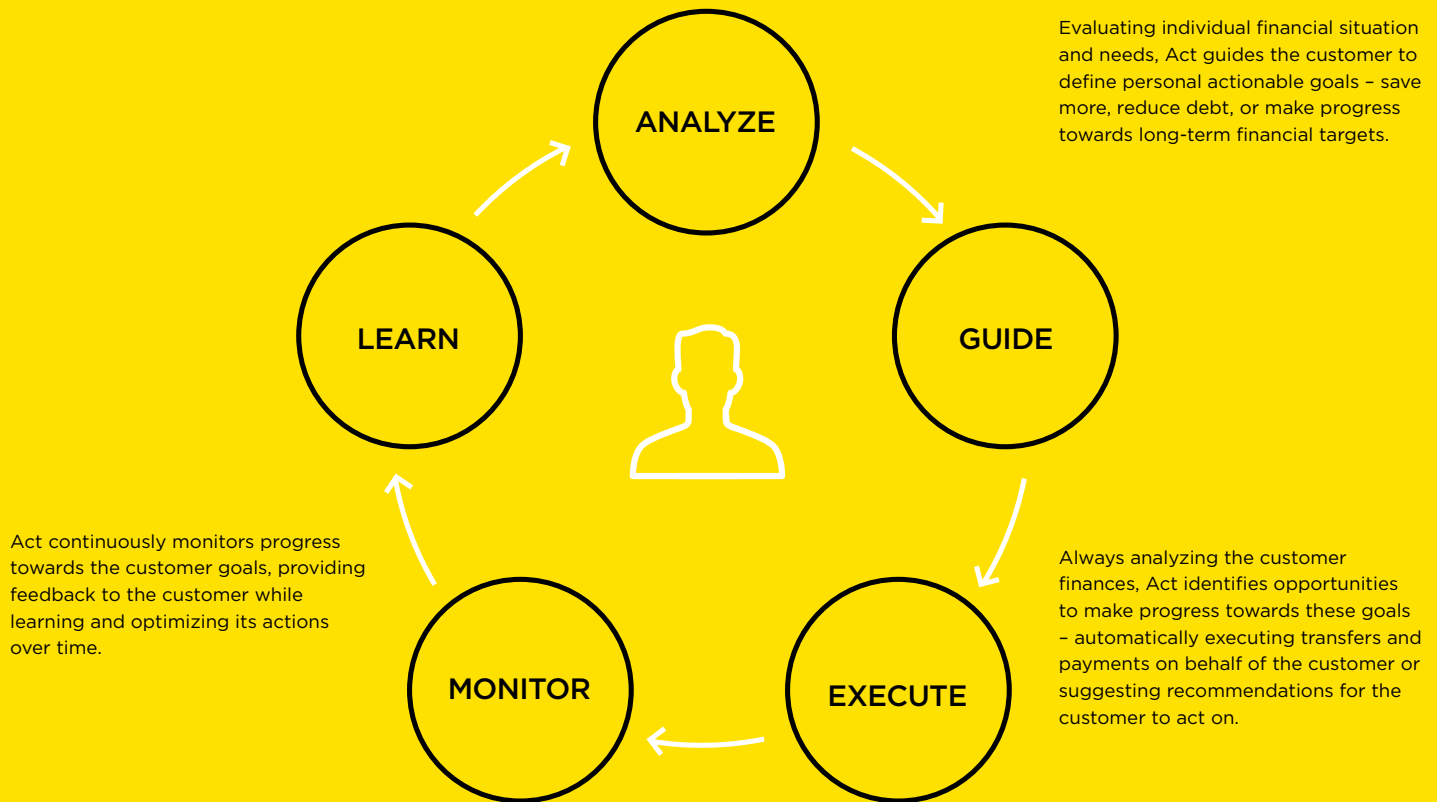 Evaluating individual financial situation
and needs, Act guides the customer to
define personal actionable goals – save
more, reduce debt, or make progress
towards long-term financial targets.
ANALYZE
GUIDE
LEARN
Act continuously monitors progress
towards the customer goals, providing
feedback to the customer while
learning and optimizing its actions
over time.
Always analyzing the customer
finances, Act identifies opportunities
to make progress towards these goals
– automatically executing transfers and
payments on behalf of the customer or
suggesting recommendations for the
customer to act on.
MONITOR
EXECUTE